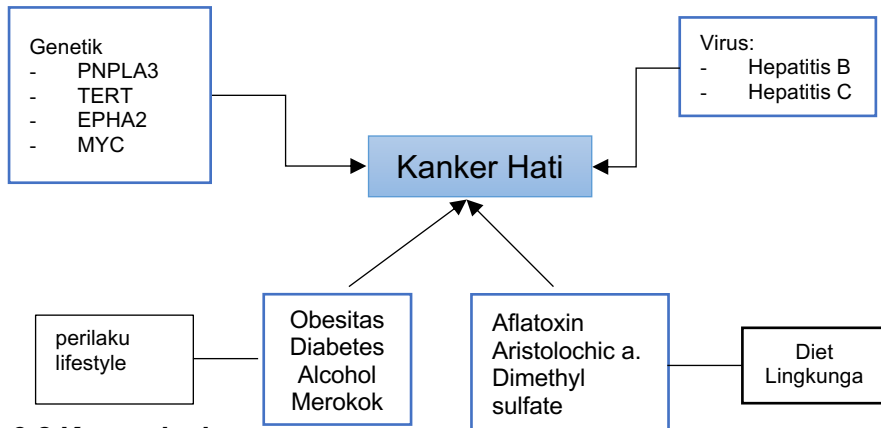 Genetik
- PNPLA3
- TERT
- EPHA2
- MYC
Virus:
- Hepatitis B
- Hepatitis C
Kanker Hati
perilaku
lifestyle
Obesitas
Diabetes
Alcohol
Merokok
Aflatoxin
Aristolochic a.
Dimethyl
sulfate
Diet
Lingkunga